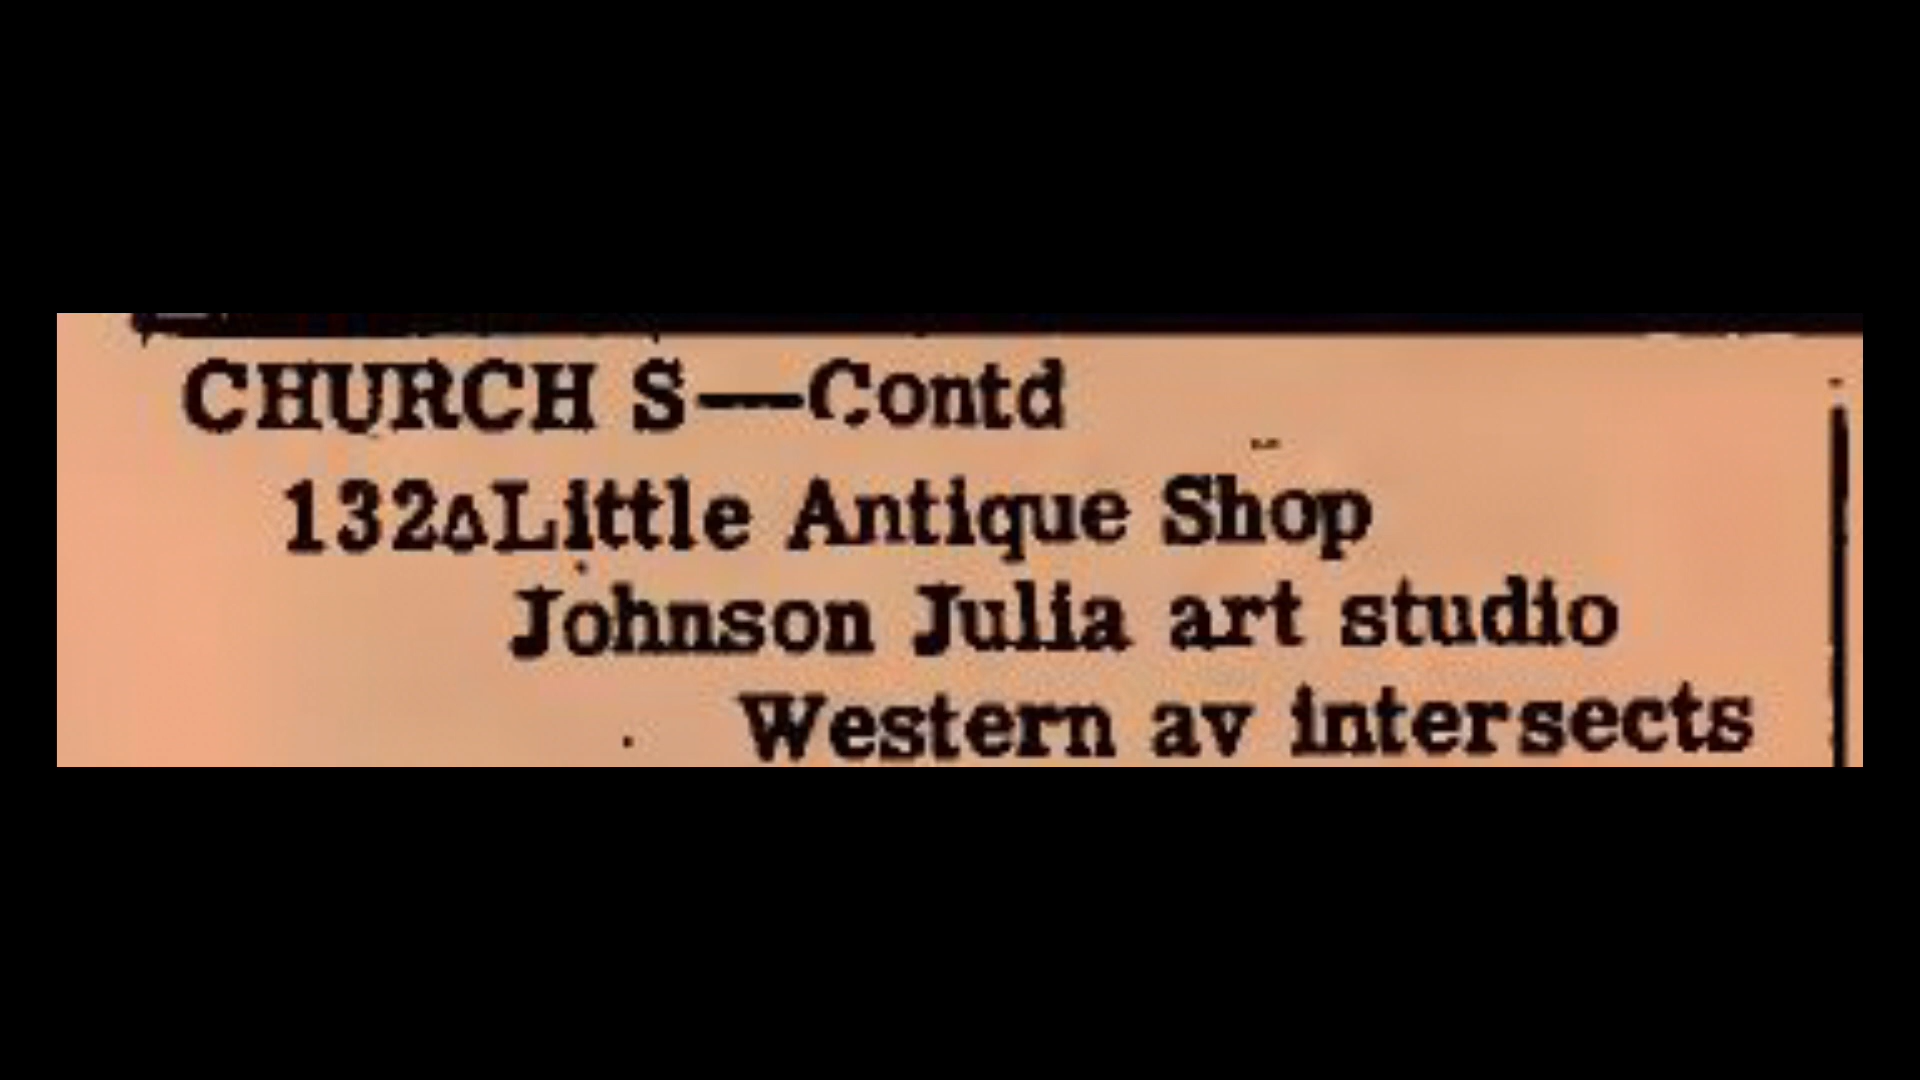 CHURCH S—Contd
132△Little Antique Shop
Johnson Julia art studio
Western av intersects